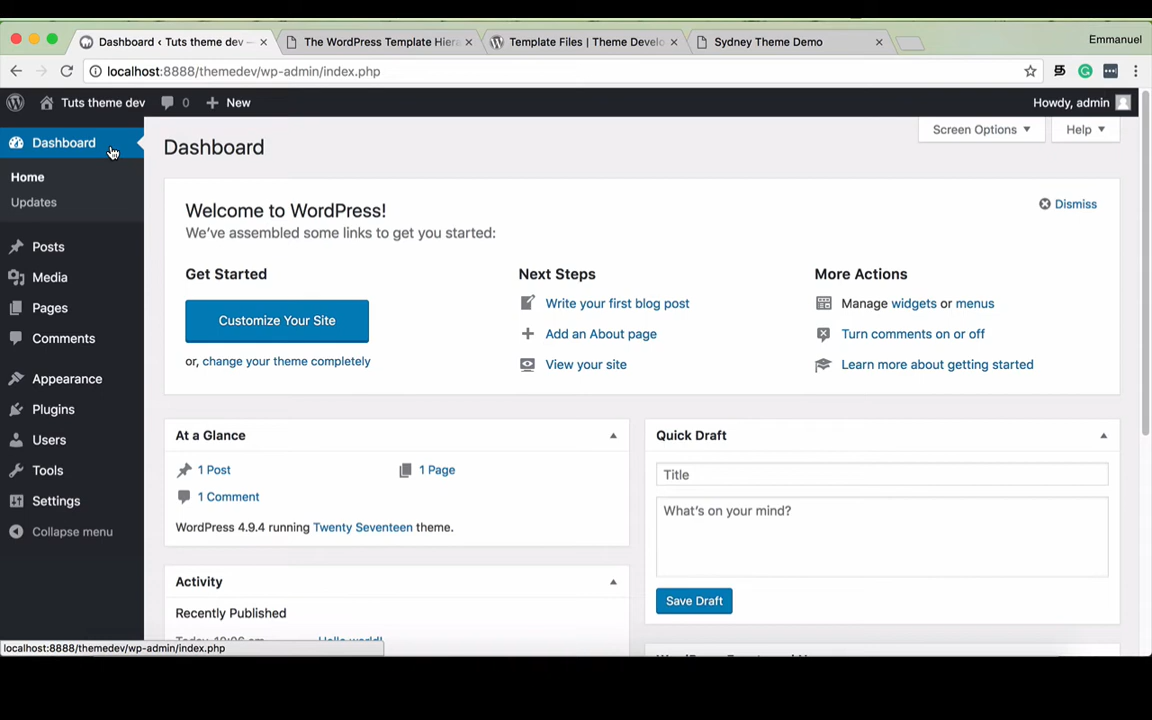 Dashboard ‹ Tuts theme dev —
The WordPress Template Hiera
Template Files | Theme Develo
Sydney Theme Demo
Emmanuel
localhost:8888/themedev/wp-admin/index.php
Tuts theme dev
0
New
Howdy, admin
Dashboard
Home
Updates
Posts
Media
Pages
Comments
Appearance
Plugins
Users
Tools
Settings
Collapse menu
Screen Options
Help
Dashboard
Welcome to WordPress!
Dismiss
We've assembled some links to get you started:
Get Started
Customize Your Site
or, change your theme completely
Next Steps
Write your first blog post
Add an About page
View your site
More Actions
Manage widgets or menus
Turn comments on or off
Learn more about getting started
At a Glance
1 Post
1 Page
1 Comment
WordPress 4.9.4 running Twenty Seventeen theme.
Activity
Recently Published
Hello world!
Quick Draft
Title
What's on your mind?
Save Draft
localhost:8888/themedev/wp-admin/index.php